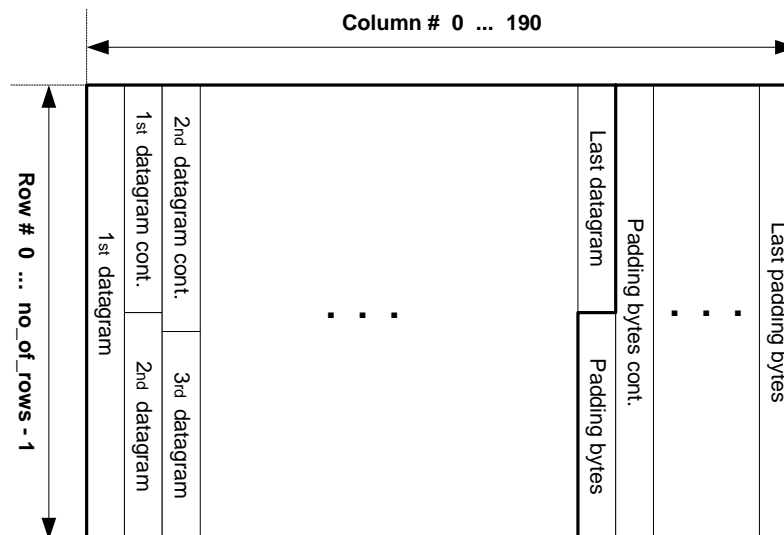 Column # 0 ... 190
Row # 0 ... no_of_rows - 1
1st datagram
1st datagram cont.
2nd datagram
2nd datagram cont.
3rd datagram
. . .
Last datagram
Padding bytes
Padding bytes cont.
. . .
Last padding bytes